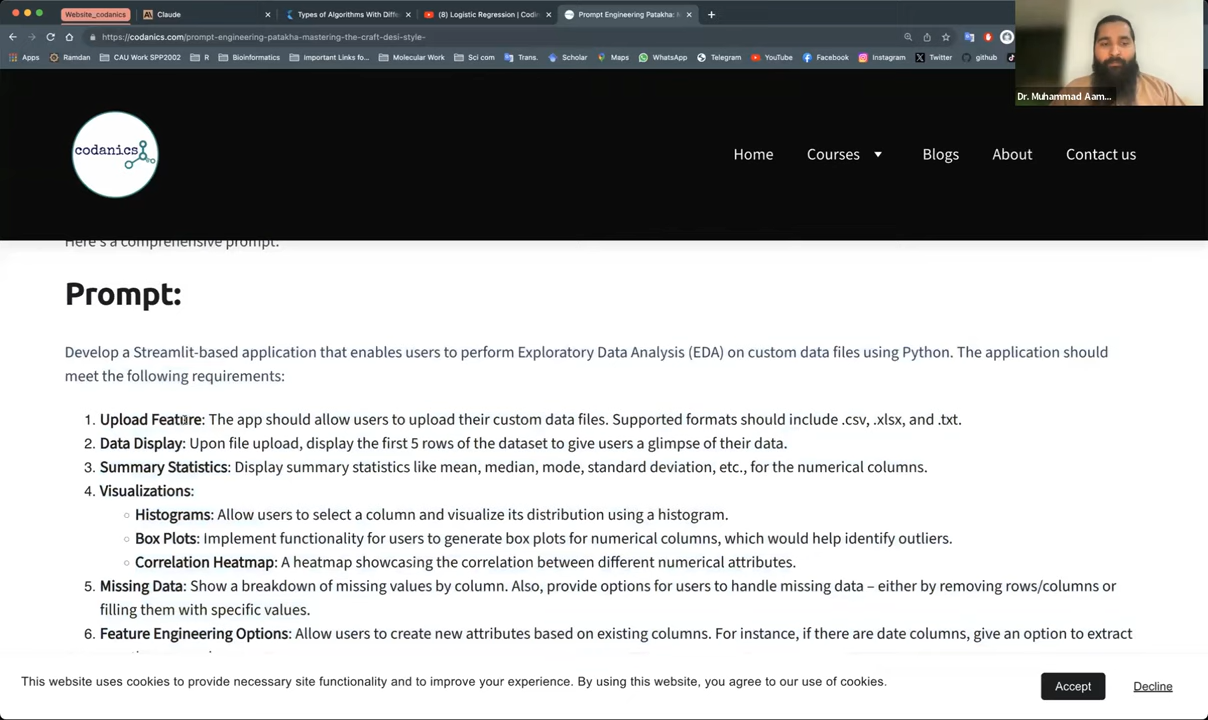 Website_codanics
Claude
Types of Algorithms With Diffe
(8) Logistic Regression | Codin
Prompt Engineering Patakha: M
https://codanics.com/prompt-engineering-patakha-mastering-the-craft-desi-style-
Apps
Ramdan
CAU Work SPP2002
R
Bioinformatics
Important Links fo...
Molecular Work
Sci com
Trans.
Scholar
Maps
WhatsApp
Telegram
YouTube
Facebook
Instagram
Twitter
github
Dr. Muhammad Aam...
codanics
Home
Courses
Blogs
About
Contact us
Here's a comprehensive prompt:
Prompt:
Develop a Streamlit-based application that enables users to perform Exploratory Data Analysis (EDA) on custom data files using Python. The application should
meet the following requirements:
1. Upload Feature: The app should allow users to upload their custom data files. Supported formats should include .csv, .xlsx, and .txt.
2. Data Display: Upon file upload, display the first 5 rows of the dataset to give users a glimpse of their data.
3. Summary Statistics: Display summary statistics like mean, median, mode, standard deviation, etc., for the numerical columns.
4. Visualizations:
Histograms: Allow users to select a column and visualize its distribution using a histogram.
Box Plots: Implement functionality for users to generate box plots for numerical columns, which would help identify outliers.
Correlation Heatmap: A heatmap showcasing the correlation between different numerical attributes.
5. Missing Data: Show a breakdown of missing values by column. Also, provide options for users to handle missing data – either by removing rows/columns or
filling them with specific values.
6. Feature Engineering Options: Allow users to create new attributes based on existing columns. For instance, if there are date columns, give an option to extract
This website uses cookies to provide necessary site functionality and to improve your experience. By using this website, you agree to our use of cookies.
Accept
Decline